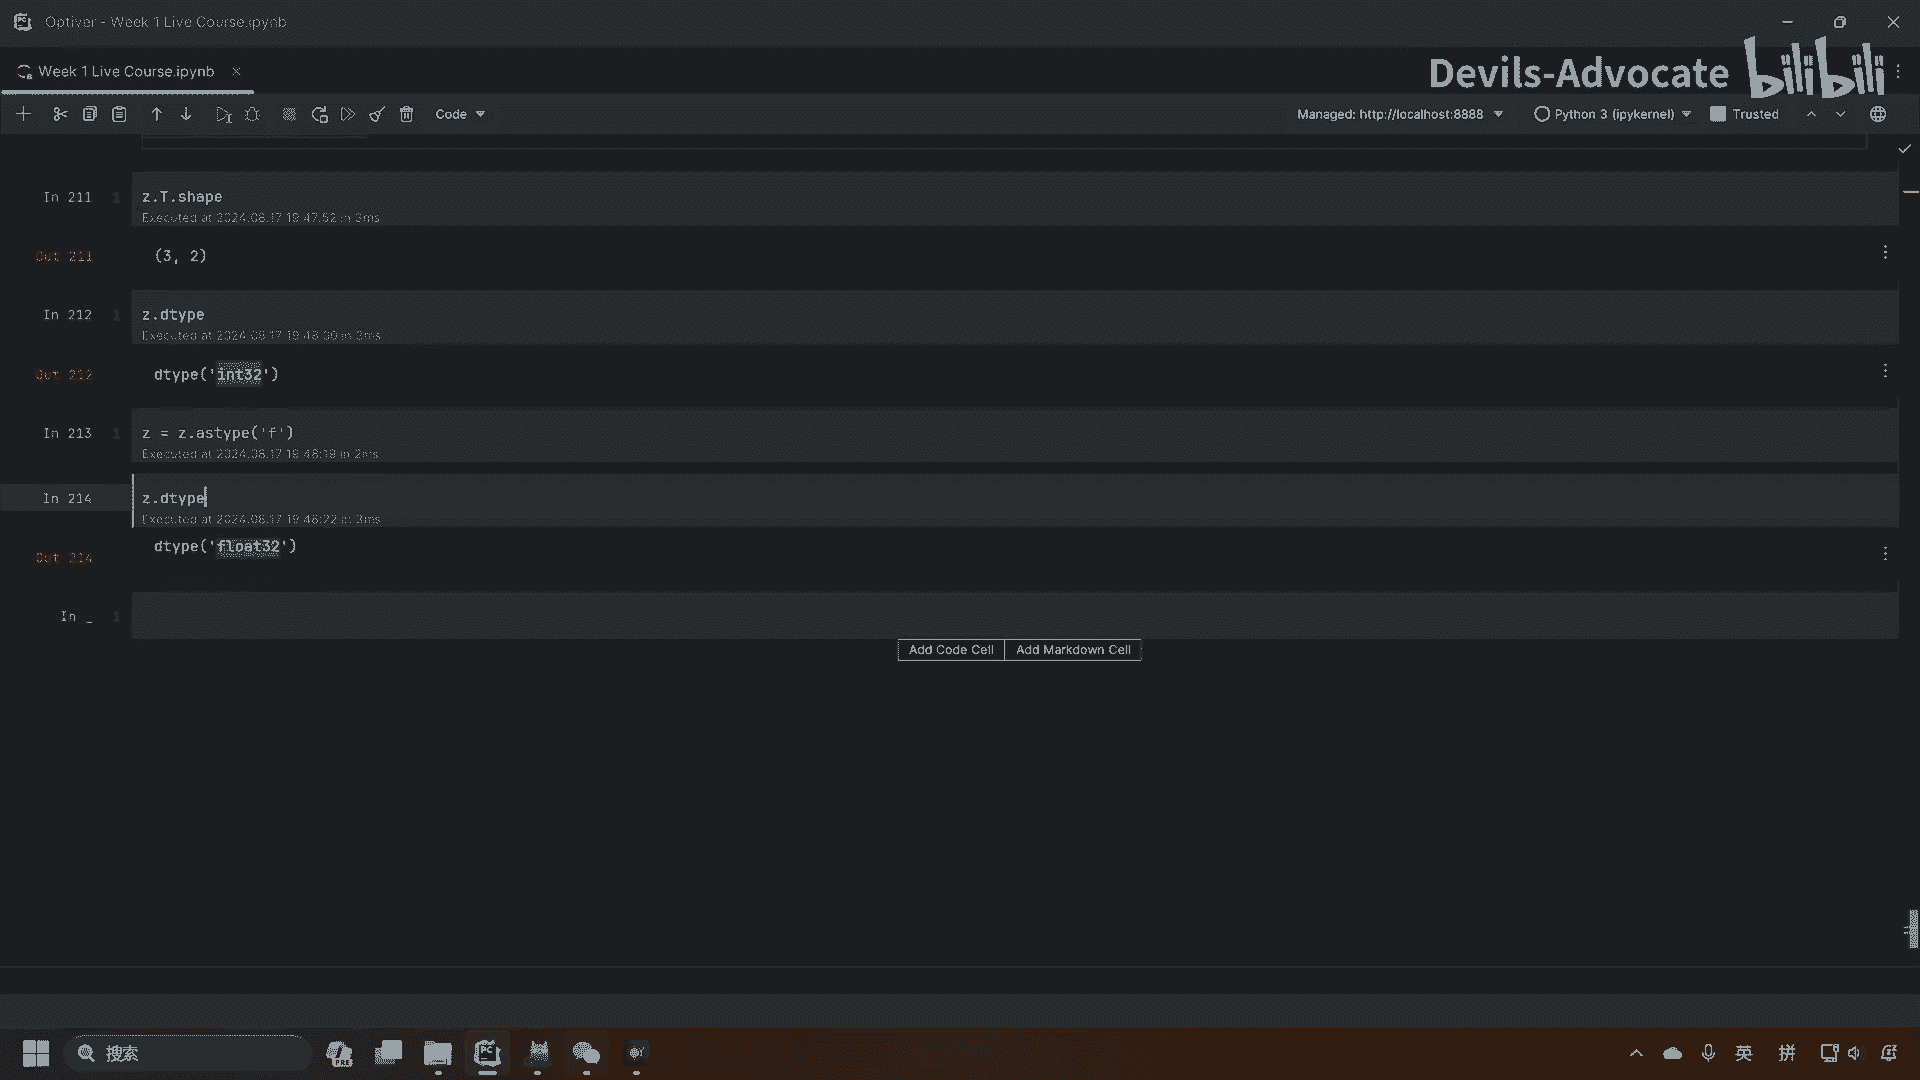 Optiver - Week 1 Live Course.ipynb
Week 1 Live Course.ipynb
Devils-Advocate bilibili
Code
Managed: http://localhost:8888
Python 3 (ipykernel)
Trusted
In 211
1
z.T.shape
Executed at 2024.08.17 19:47:52 in 3ms
Out 211
(3, 2)
In 212
1
z.dtype
Executed at 2024.08.17 19:48:00 in 3ms
Out 212
dtype('int32')
In 213
1
z = z.astype('f')
Executed at 2024.08.17 19:48:19 in 2ms
In 214
z.dtype
Executed at 2024.08.17 19:48:22 in 3ms
Out 214
dtype('float32')
In _
1
Add Code Cell
Add Markdown Cell
搜索
PRE
PC
英
拼